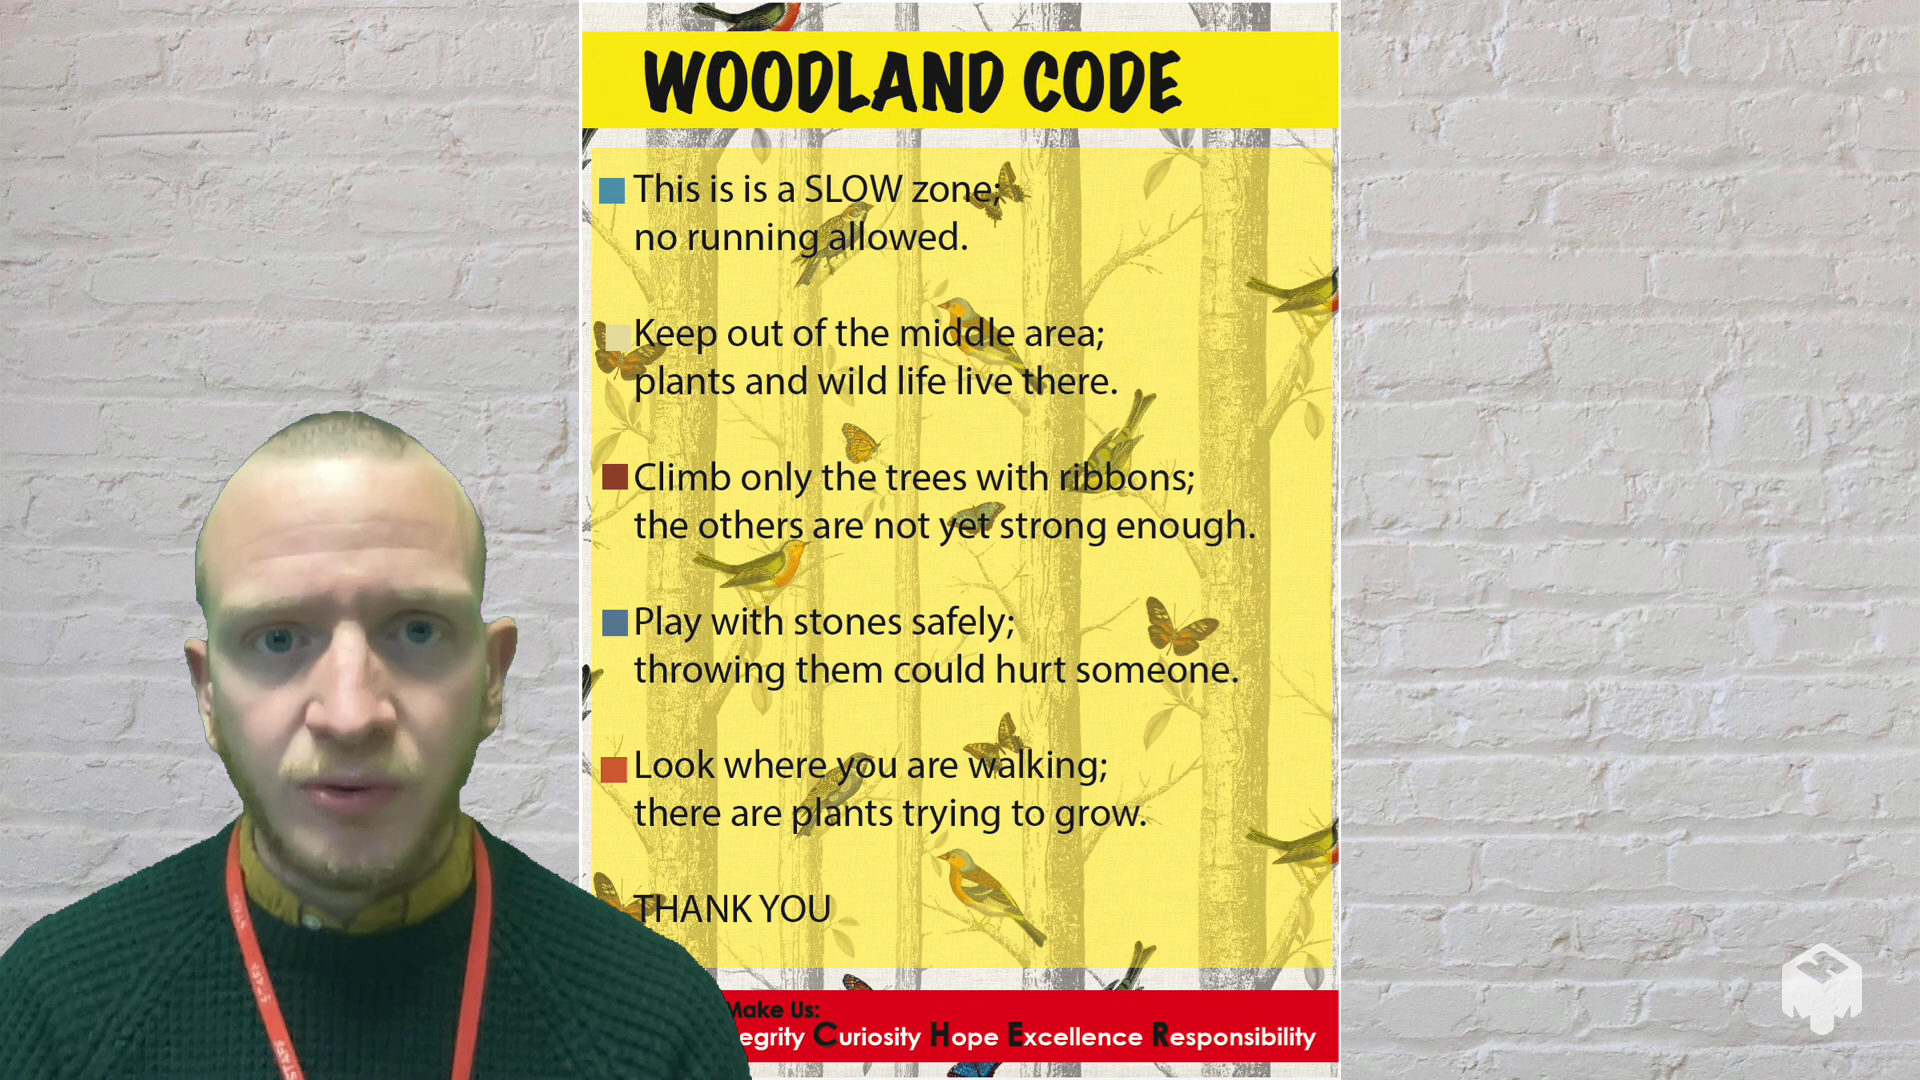 WOODLAND CODE
This is is a SLOW zone;
no running allowed.
Keep out of the middle area;
plants and wild life live there.
Climb only the trees with ribbons;
the others are not yet strong enough.
Play with stones safely;
throwing them could hurt someone.
Look where you are walking;
there are plants trying to grow.
THANK YOU
Make Us:
egrity Curiosity Hope Excellence Responsibility
STAFF
STAFF
STAFF